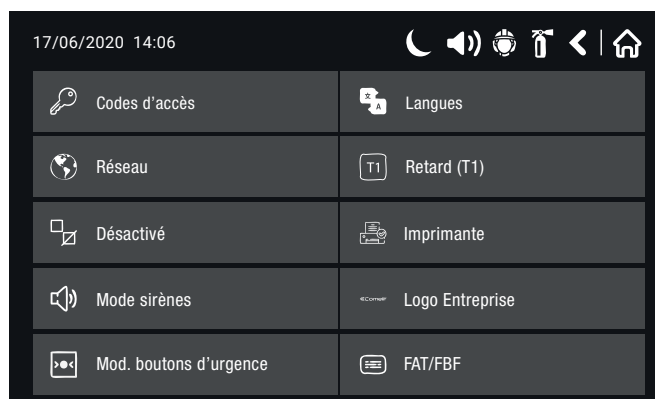 17/06/2020 14:06
Codes d'accès
Langues
Réseau
T1 Retard (T1)
Désactivé
Imprimante
Mode sirènes
Comelit Logo Entreprise
Mod. boutons d'urgence
FAT/FBF